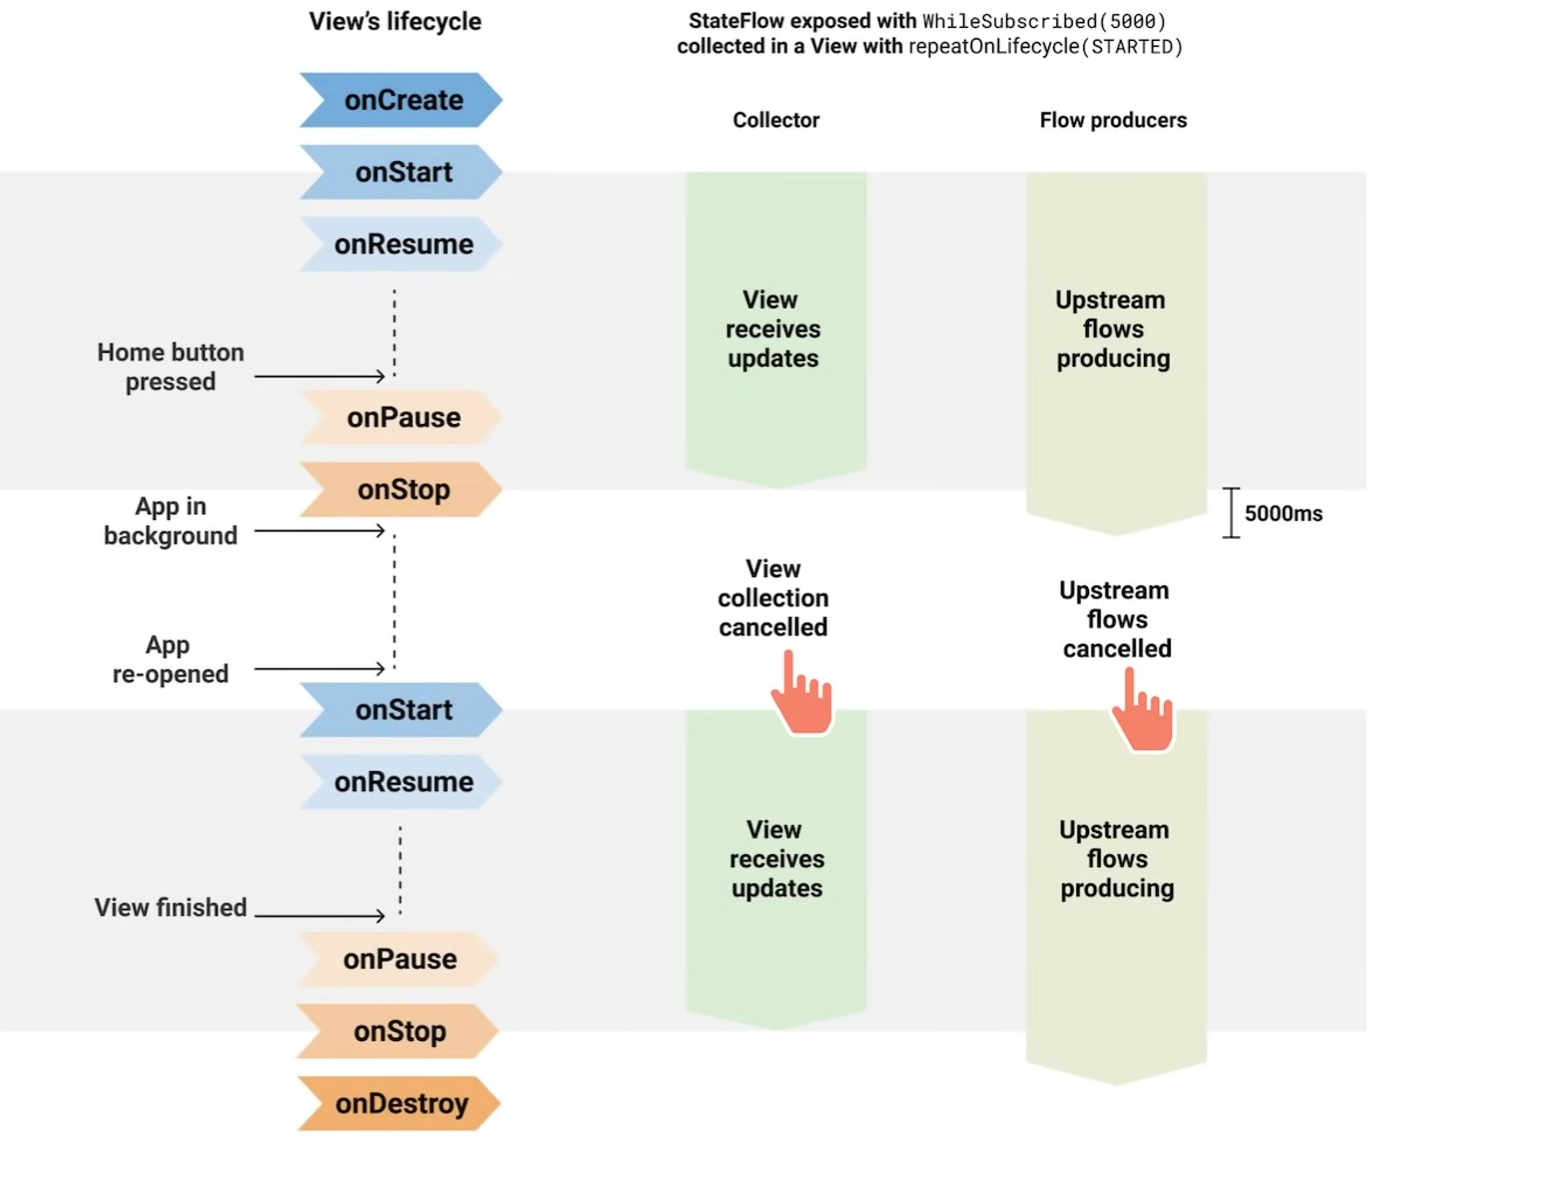 View's lifecycle
StateFlow exposed with WhileSubscribed(5000)
collected in a View with repeatOnLifecycle(STARTED)
Collector
Flow producers
onCreate
onStart
onResume
Home button
pressed
onPause
onStop
View
receives
updates
Upstream
flows
producing
5000ms
App in
background
View
collection
cancelled
Upstream
flows
cancelled
App
re-opened
onStart
onResume
View
receives
updates
Upstream
flows
producing
View finished
onPause
onStop
onDestroy